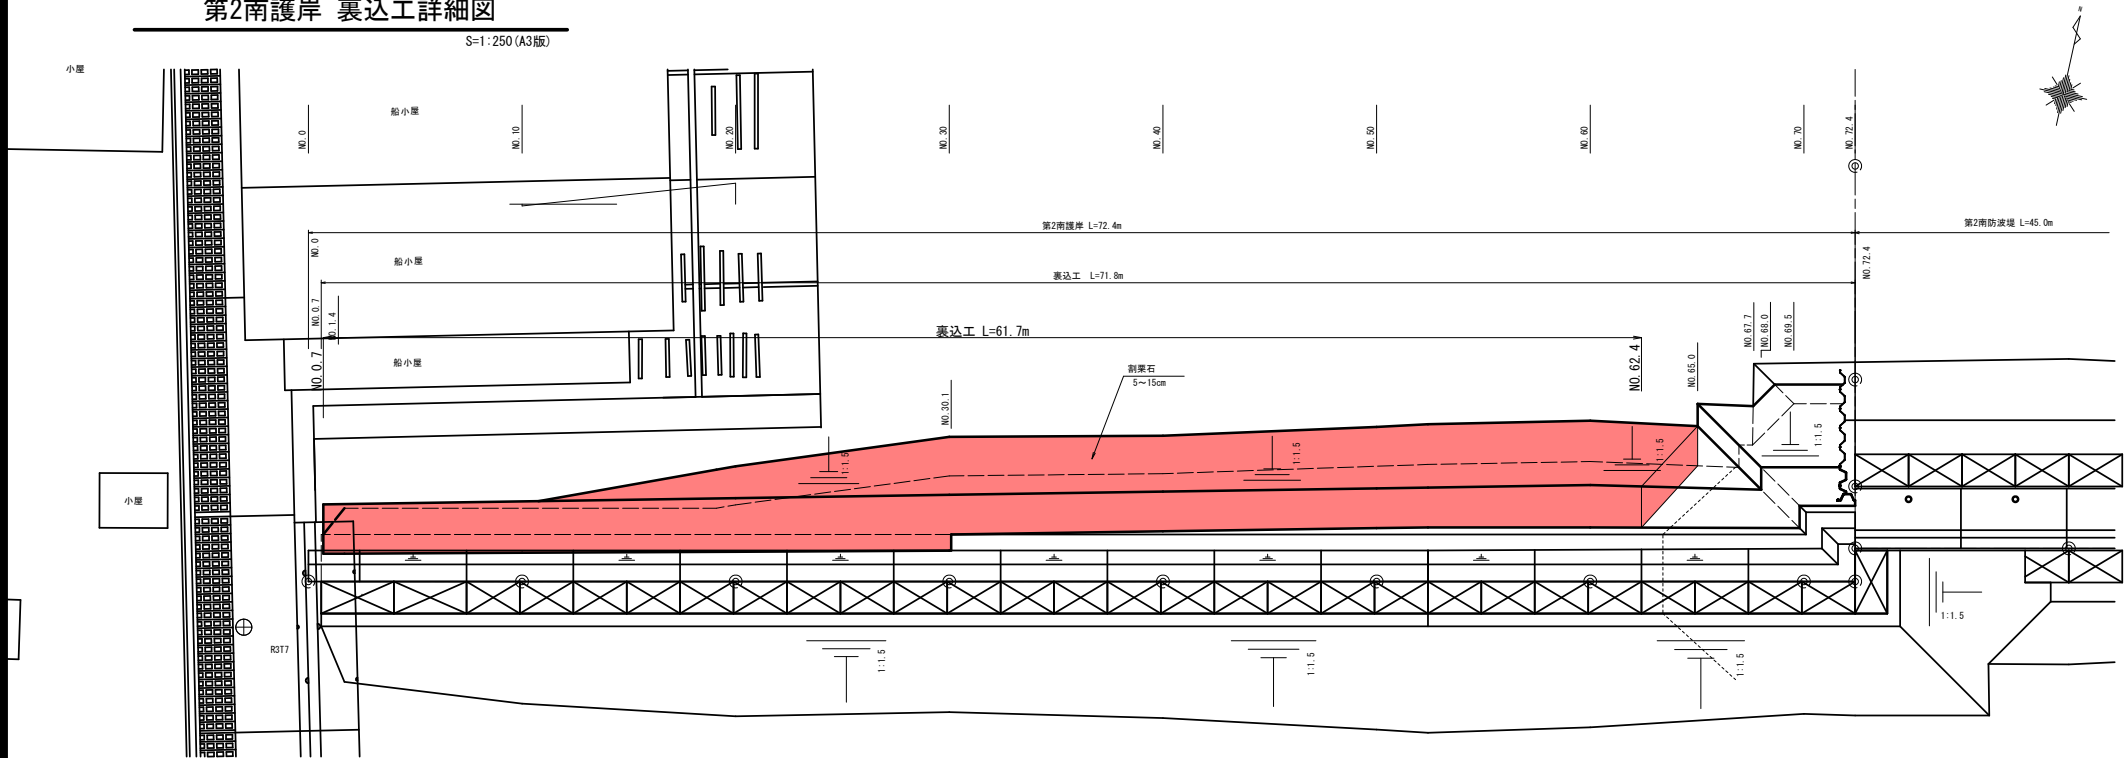 第2南護岸 裏込工詳細図
S=1:250(A3版)
N
小屋
船小屋
NO.0
NO.10
NO.20
NO.30
NO.40
NO.50
NO.60
NO.70
NO.72.4
第2南護岸 L=72.4m
第2南防波堤 L=45.0m
NO.0
船小屋
NO.72.4
裏込工 L=71.8m
NO.0.7
NO.1.4
裏込工 L=61.7m
NO.67.7
NO.68.0
NO.69.5
船小屋
NO.0.7
NO.62.4
NO.65.0
割栗石
5～15cm
NO.30.1
1:1.5
1:1.5
1:1.5
1:1.5
小屋
R3T7
1:1.5
1:1.5
1:1.5
1:1.5